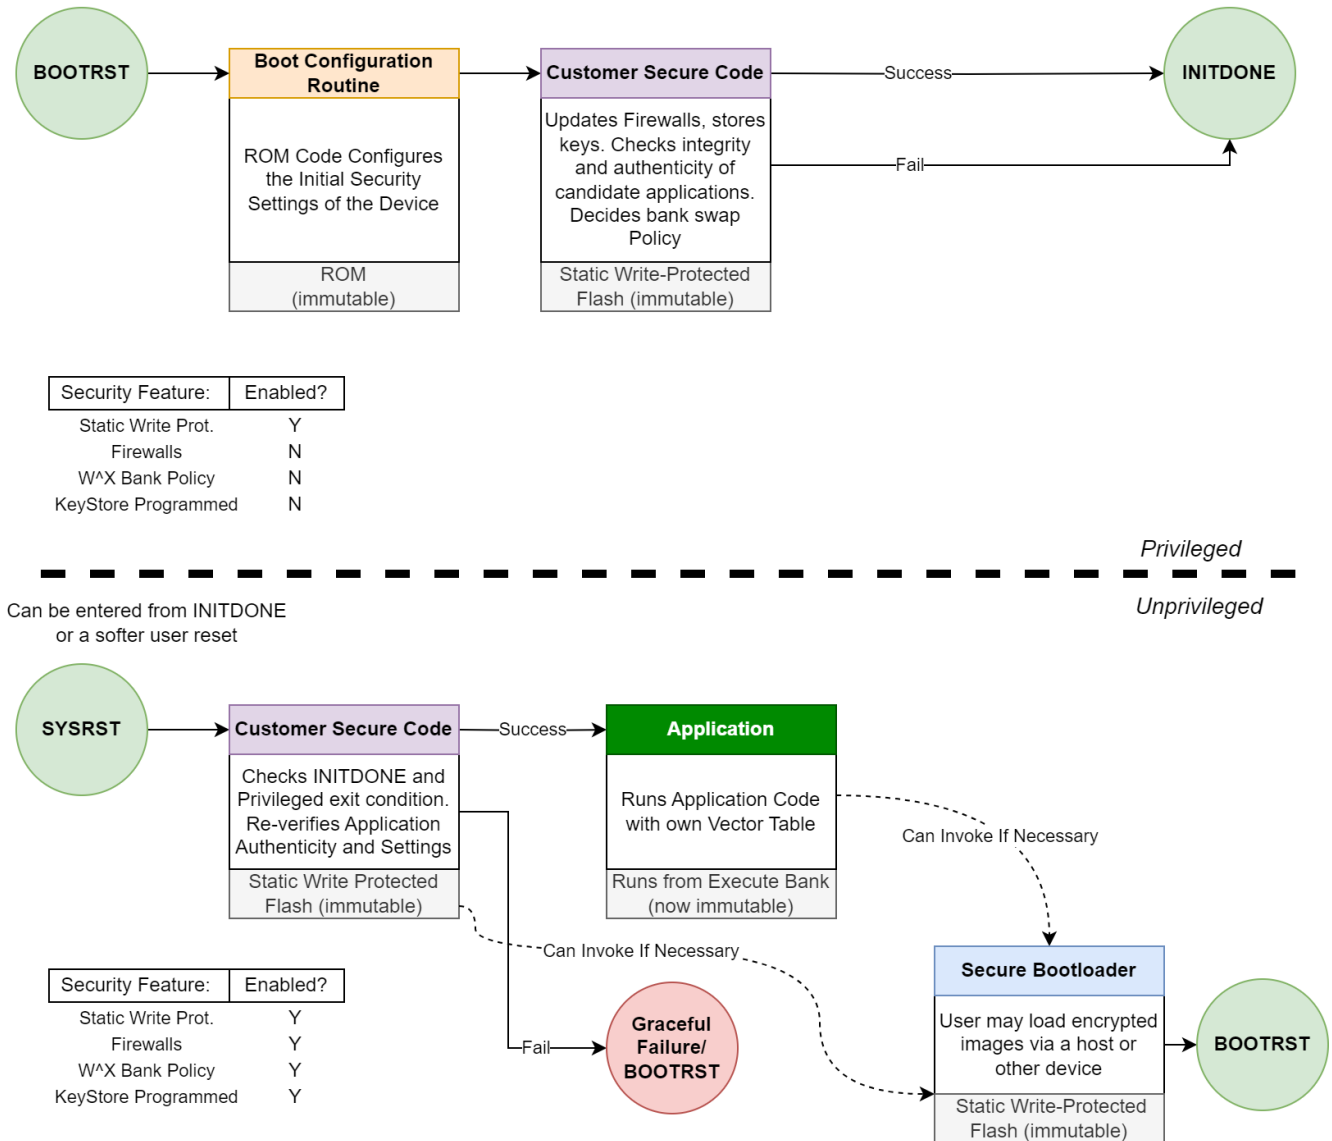 BOOTRST
Boot Configuration
Routine
ROM Code Configures
the Initial Security
Settings of the Device
ROM
(immutable)
Customer Secure Code
Updates Firewalls, stores
keys. Checks integrity
and authenticity of
candidate applications.
Decides bank swap
Policy
Static Write-Protected
Flash (immutable)
Success
Fail
INITDONE
Security Feature: Enabled?
Static Write Prot. Y
Firewalls N
W^X Bank Policy N
KeyStore Programmed N
Privileged
Unprivileged
Can be entered from INITDONE
or a softer user reset
SYSRST
Customer Secure Code
Checks INITDONE and
Privileged exit condition.
Re-verifies Application
Authenticity and Settings
Static Write Protected
Flash (immutable)
Success
Application
Runs Application Code
with own Vector Table
Runs from Execute Bank
(now immutable)
Can Invoke If Necessary
Can Invoke If Necessary
Fail
Graceful
Failure/
BOOTRST
Secure Bootloader
User may load encrypted
images via a host or
other device
Static Write-Protected
Flash (immutable)
BOOTRST
Security Feature: Enabled?
Static Write Prot. Y
Firewalls Y
W^X Bank Policy Y
KeyStore Programmed Y